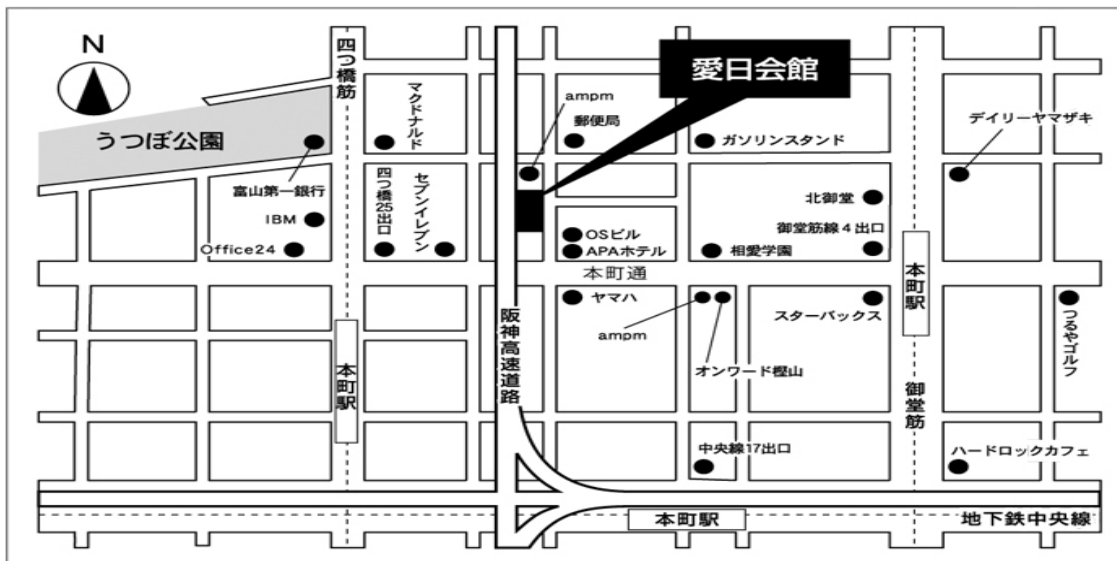 N
四つ橋筋
愛日会館
ampm
郵便局
マクドナルド
うつぼ公園
ガソリンスタンド
デイリーヤマザキ
富山第一銀行
四つ橋25出口
セブンイレブン
北御堂
IBM
御堂筋線4出口
OSビル
Office24
APAホテル
相愛学園
本町通
本町駅
ヤマハ
スターバックス
つるやゴルフ
ampm
阪神高速道路
オンワード樫山
本町駅
御堂筋
中央線17出口
ハードロックカフェ
本町駅
地下鉄中央線